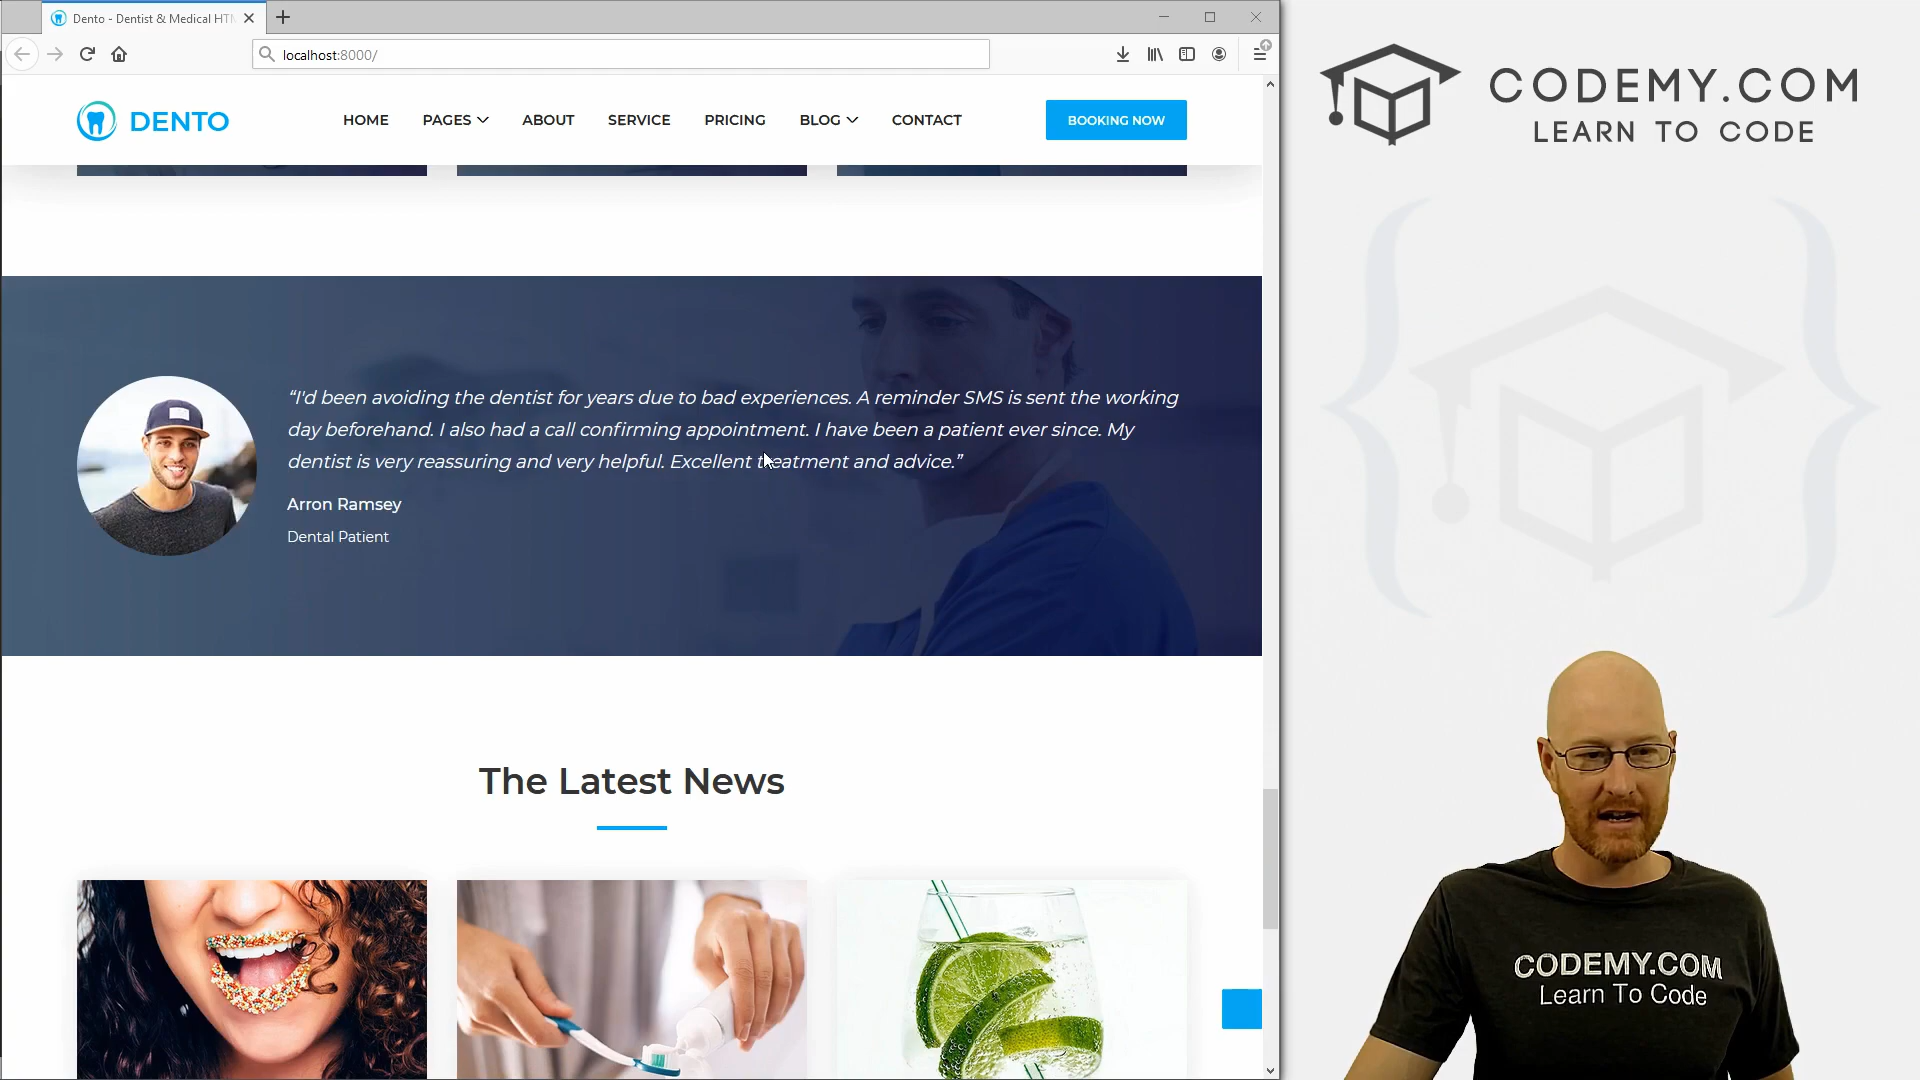 Dento - Dentist & Medical HTM
localhost:8000/
DENTO
HOME PAGES ABOUT SERVICE PRICING BLOG CONTACT
BOOKING NOW
“I'd been avoiding the dentist for years due to bad experiences. A reminder SMS is sent the working
day beforehand. I also had a call confirming appointment. I have been a patient ever since. My
dentist is very reassuring and very helpful. Excellent treatment and advice.”
Arron Ramsey
Dental Patient
The Latest News
CODEMY.COM
LEARN TO CODE
CODEMY.COM
Learn To Code